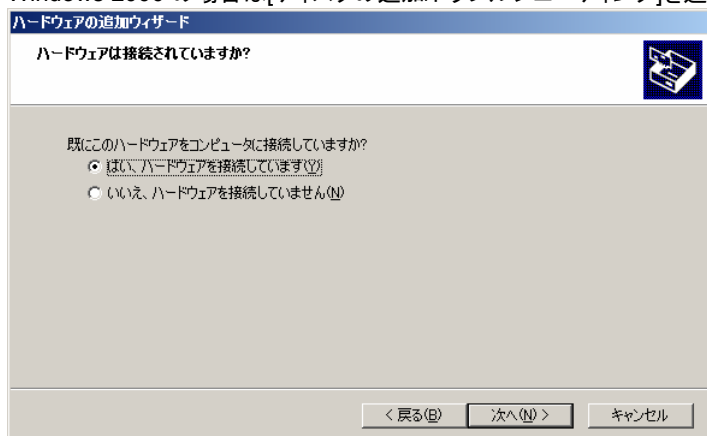 ハードウェアの追加ウィザード
ハードウェアは接続されていますか?
既にこのハードウェアをコンピュータに接続していますか?
はい、ハードウェアを接続しています(Y)
いいえ、ハードウェアを接続していません(N)
< 戻る(B)
次へ(N) >
キャンセル